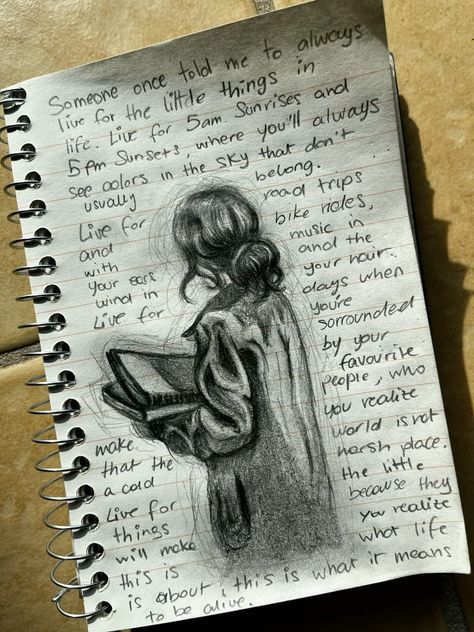 Someone once told me to always
live for the little things in
life. Live for 5am Sunrises and
5pm Sunsets, where you'll always
see colors in the sky that don't
usually belong.
Live for road trips
and bike rides,
with music in
your ears and the
wind in your hair.
Live for days when
you're
sorrounded
by your
favourite
people, who
make you realize
that the world is not
a cold harsh place.
Live for the little
things because they
will make you realize
this is what life
is about, this is what it means
to be alive.